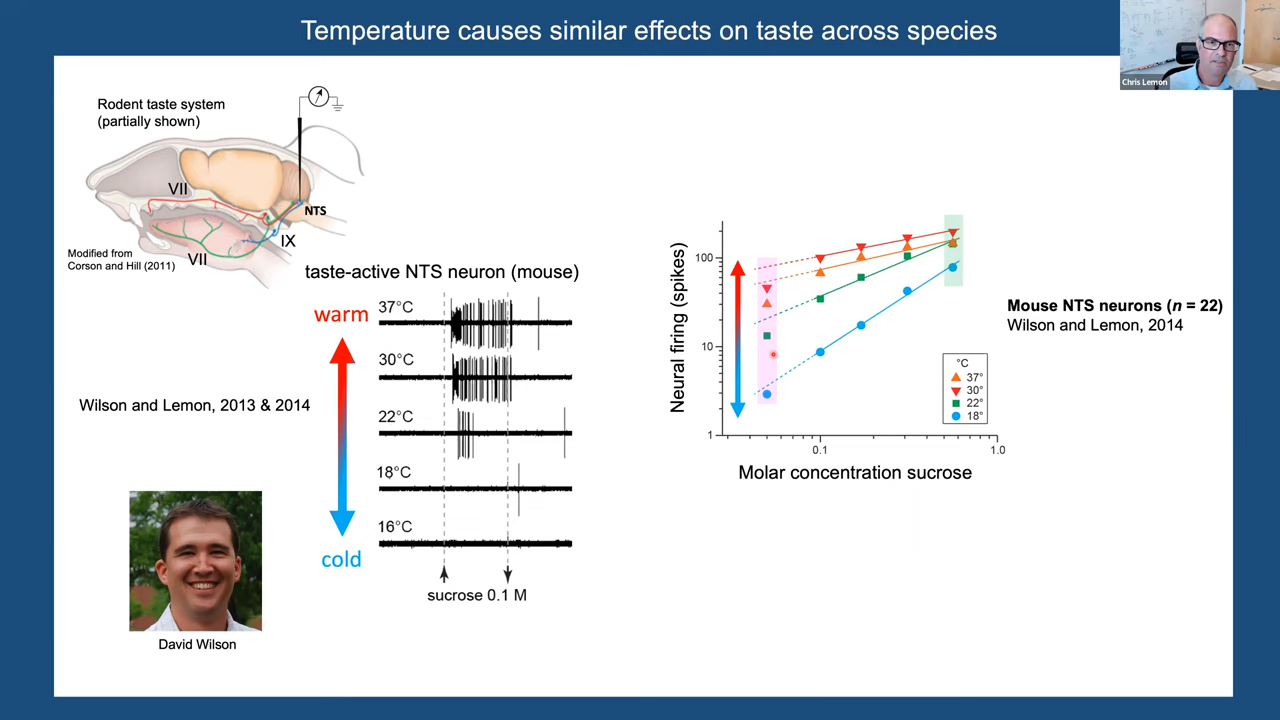 Temperature causes similar effects on taste across species
Chris Lemon
Rodent taste system
(partially shown)
VII
NTS
IX
VII
Modified from
Corson and Hill (2011)
taste-active NTS neuron (mouse)
warm
37°C
30°C
22°C
18°C
16°C
cold
sucrose 0.1 M
Wilson and Lemon, 2013 & 2014
David Wilson
Neural firing (spikes)
100
10
1
0.1
1.0
Molar concentration sucrose
°C
37°
30°
22°
18°
Mouse NTS neurons (n = 22)
Wilson and Lemon, 2014